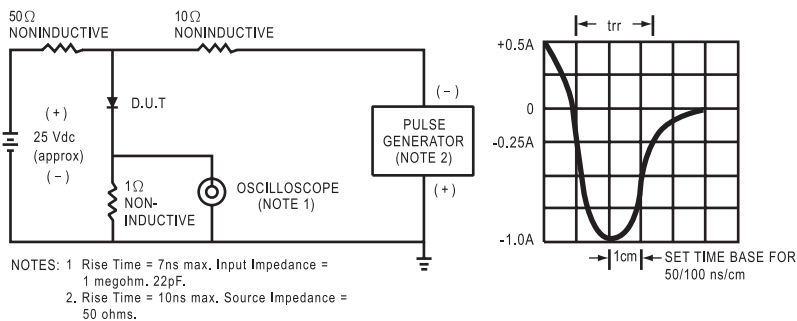 50Ω
NONINDUCTIVE
10Ω
NONINDUCTIVE
D.U.T
(+)
25 Vdc
(approx)
(-)
1Ω
NON-
INDUCTIVE
OSCILLOSCOPE
(NOTE 1)
(-)
PULSE
GENERATOR
(NOTE 2)
(+)
NOTES: 1 Rise Time = 7ns max. Input Impedance =
1 megohm. 22pF.
2. Rise Time = 10ns max. Source Impedance =
50 ohms.
trr
+0.5A
0
-0.25A
-1.0A
1cm
SET TIME BASE FOR
50/100 ns/cm